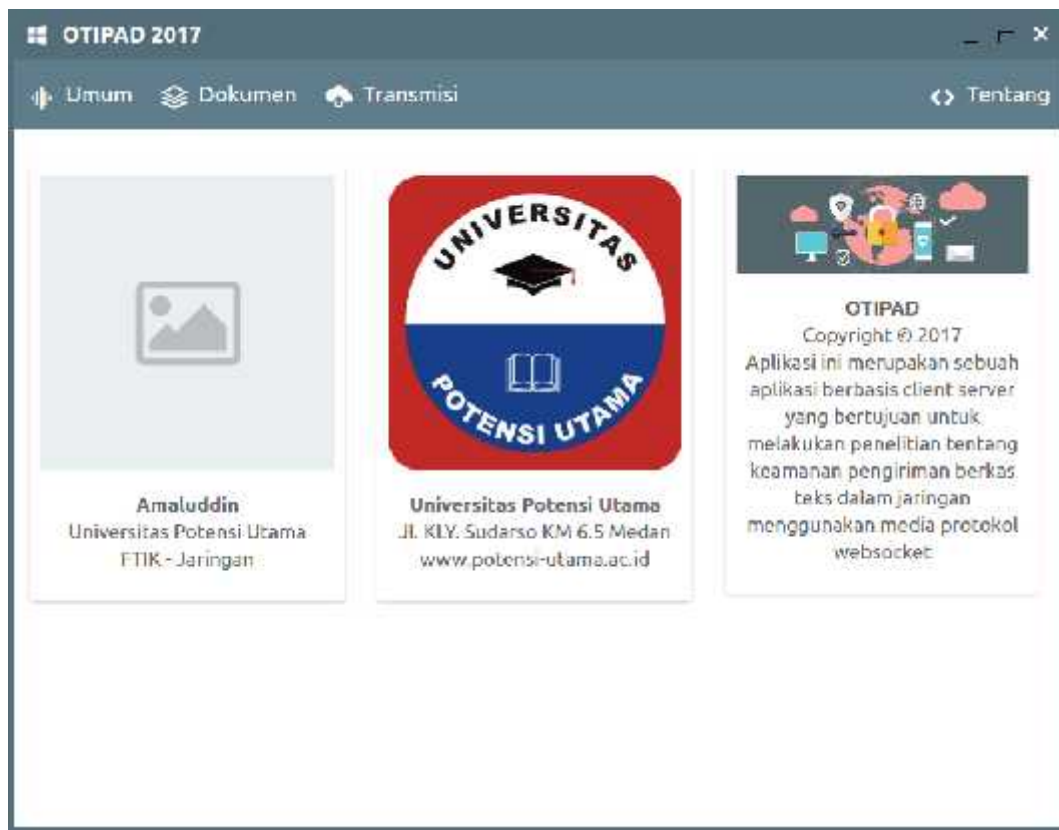 OTIPAD 2017
Umum Dokumen Transmisi Tentang
Amaluddin
Universitas Potensi Utama
FTIK - Jaringan
UNIVERSITAS
POTENSI UTAMA
Universitas Potensi Utama
Jl. KLY. Sudarso KM 6.5 Medan
www.potensi-utama.ac.id
OTIPAD
Copyright © 2017
Aplikasi ini merupakan sebuah
aplikasi berbasis client server
yang bertujuan untuk
melakukan penelitian tentang
keamanan pengiriman berkas
teks dalam jaringan
menggunakan media protokol
websocket